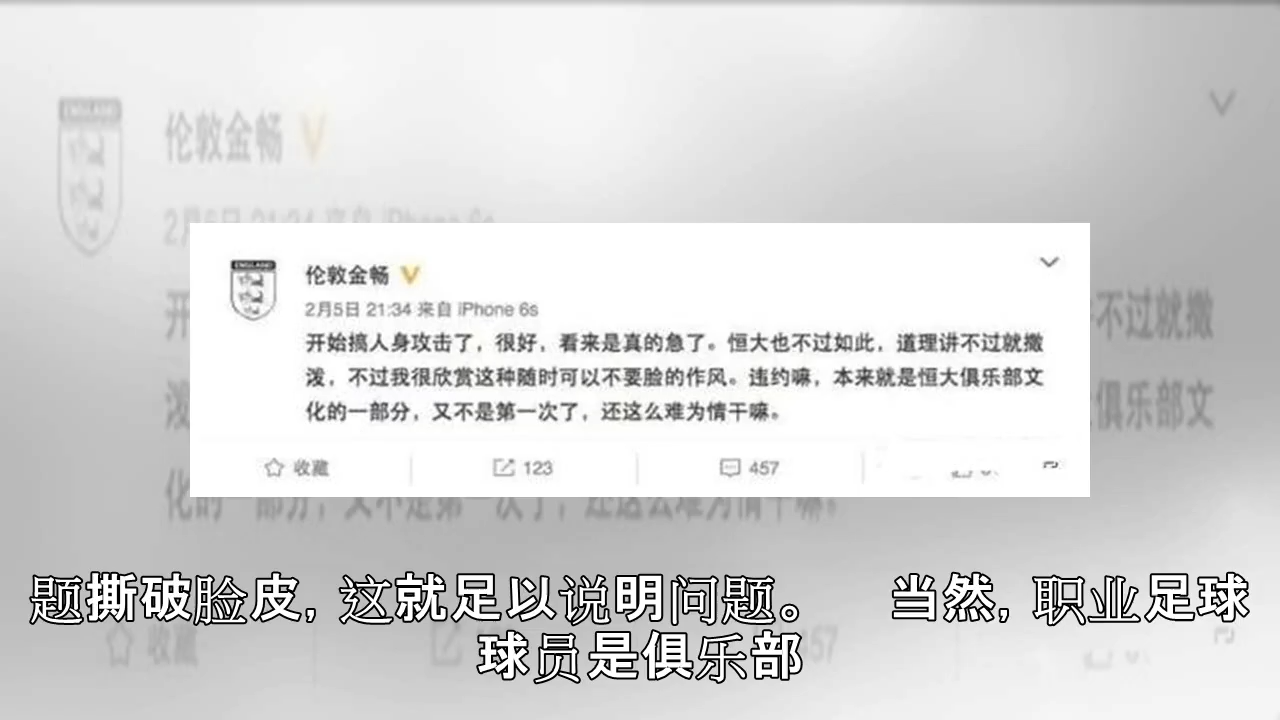 伦敦金畅
2月5日 21:34 来自 iPhone 6s
开始搞人身攻击了，很好，看来是真的急了。恒大也不过如此，道理讲不过就撒
泼，不过我很欣赏这种随时可以不要脸的作风。违约嘛，本来就是恒大俱乐部文
化的一部分，又不是第一次了，还这么难为情干嘛。
收藏 123 457
题撕破脸皮，这就足以说明问题。 当然，职业足球
球员是俱乐部